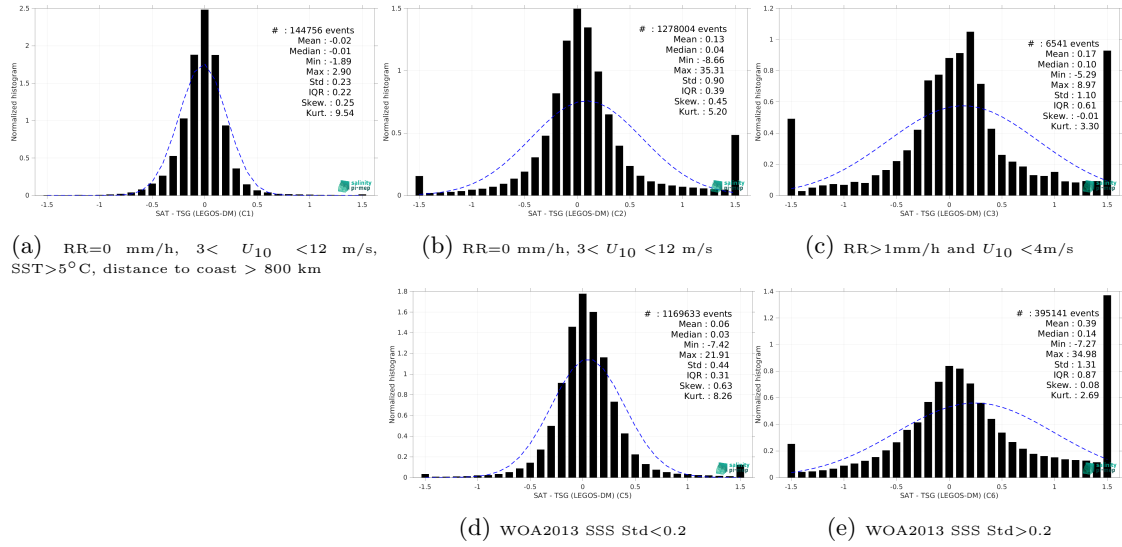 2.5
2
1.5
1
0.5
0
Normalized histogram
# : 144756 events
Mean : -0.02
Median : -0.01
Min : -1.89
Max : 2.90
Std : 0.23
IQR : 0.22
Skew. : 0.25
Kurt. : 9.54
salinity
pi-mep
-1.5 -1 -0.5 0 0.5 1 1.5
SAT - TSG (LEGOS-DM) (C1)
(a) RR=0 mm/h, 3< U10 <12 m/s,
SST>5°C, distance to coast > 800 km
1.5
1
0.5
0
Normalized histogram
# : 1278004 events
Mean : 0.13
Median : 0.04
Min : -8.66
Max : 35.31
Std : 0.90
IQR : 0.39
Skew. : 0.45
Kurt. : 5.20
salinity
pi-mep
-1.5 -1 -0.5 0 0.5 1 1.5
SAT - TSG (LEGOS-DM) (C2)
(b) RR=0 mm/h, 3< U10 <12 m/s
1.2
1
0.8
0.6
0.4
0.2
0
Normalized histogram
# : 6541 events
Mean : 0.17
Median : 0.10
Min : -5.29
Max : 8.97
Std : 1.10
IQR : 0.61
Skew. : -0.01
Kurt. : 3.30
salinity
pi-mep
-1.5 -1 -0.5 0 0.5 1 1.5
SAT - TSG (LEGOS-DM) (C3)
(c) RR>1mm/h and U10 <4m/s
1.8
1.6
1.4
1.2
1
0.8
0.6
0.4
0.2
0
Normalized histogram
# : 1169633 events
Mean : 0.06
Median : 0.03
Min : -7.42
Max : 21.91
Std : 0.44
IQR : 0.31
Skew. : 0.63
Kurt. : 8.26
salinity
pi-mep
-1.5 -1 -0.5 0 0.5 1 1.5
SAT - TSG (LEGOS-DM) (C5)
(d) WOA2013 SSS Std<0.2
1.4
1.2
1
0.8
0.6
0.4
0.2
0
Normalized histogram
# : 395141 events
Mean : 0.39
Median : 0.14
Min : -7.27
Max : 34.98
Std : 1.31
IQR : 0.87
Skew. : 0.08
Kurt. : 2.69
salinity
pi-mep
-1.5 -1 -0.5 0 0.5 1 1.5
SAT - TSG (LEGOS-DM) (C6)
(e) WOA2013 SSS Std>0.2